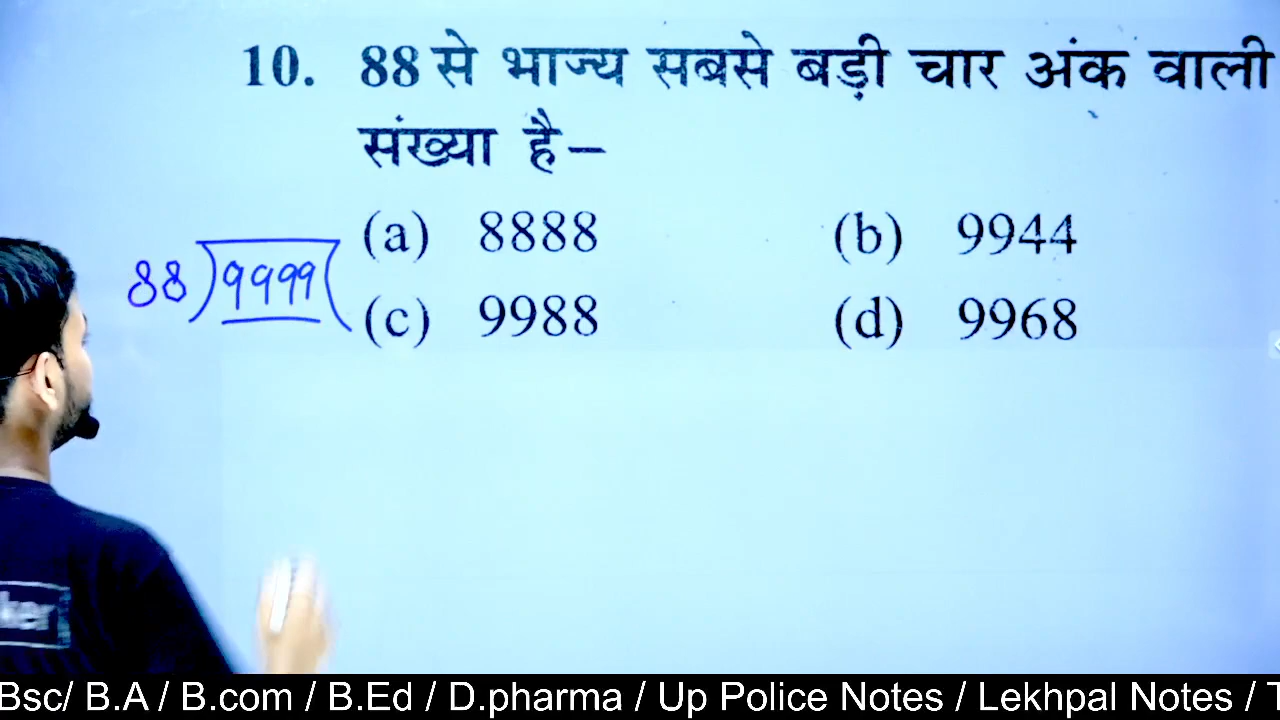 10. 88 से भाज्य सबसे बड़ी चार अंक वाली
संख्या है–
(a) 8888 (b) 9944
88)9999(
(c) 9988 (d) 9968
Bsc/ B.A / B.com / B.Ed / D.pharma / Up Police Notes / Lekhpal Notes /